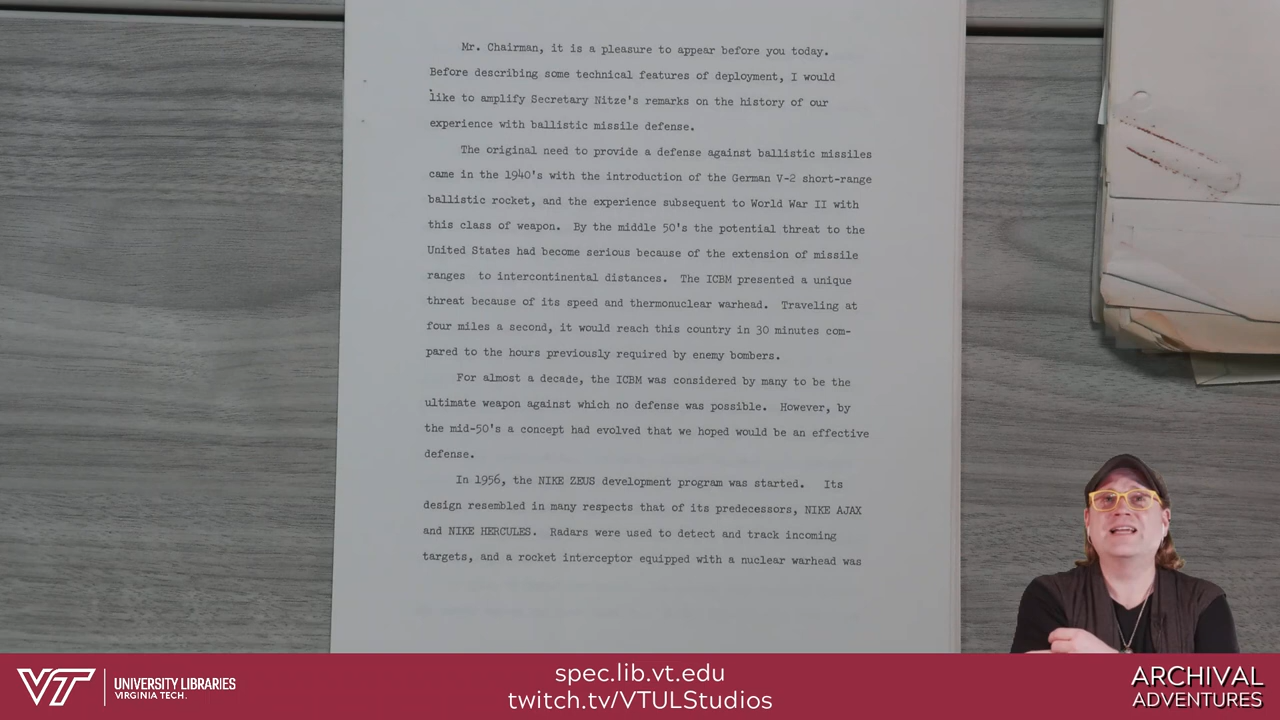 Mr. Chairman, it is a pleasure to appear before you today.
Before describing some technical features of deployment, I would
like to amplify Secretary Nitze's remarks on the history of our
experience with ballistic missile defense.
The original need to provide a defense against ballistic missiles
came in the 1940's with the introduction of the German V-2 short-range
ballistic rocket, and the experience subsequent to World War II with
this class of weapon. By the middle 50's the potential threat to the
United States had become serious because of the extension of missile
ranges to intercontinental distances. The ICBM presented a unique
threat because of its speed and thermonuclear warhead. Traveling at
four miles a second, it would reach this country in 30 minutes com-
pared to the hours previously required by enemy bombers.
For almost a decade, the ICBM was considered by many to be the
ultimate weapon against which no defense was possible. However, by
the mid-50's a concept had evolved that we hoped would be an effective
defense.
In 1956, the NIKE ZEUS development program was started. Its
design resembled in many respects that of its predecessors, NIKE AJAX
and NIKE HERCULES. Radars were used to detect and track incoming
targets, and a rocket interceptor equipped with a nuclear warhead was
VT UNIVERSITY LIBRARIES
VIRGINIA TECH.
spec.lib.vt.edu
twitch.tv/VTULStudios
ARCHIVAL
ADVENTURES